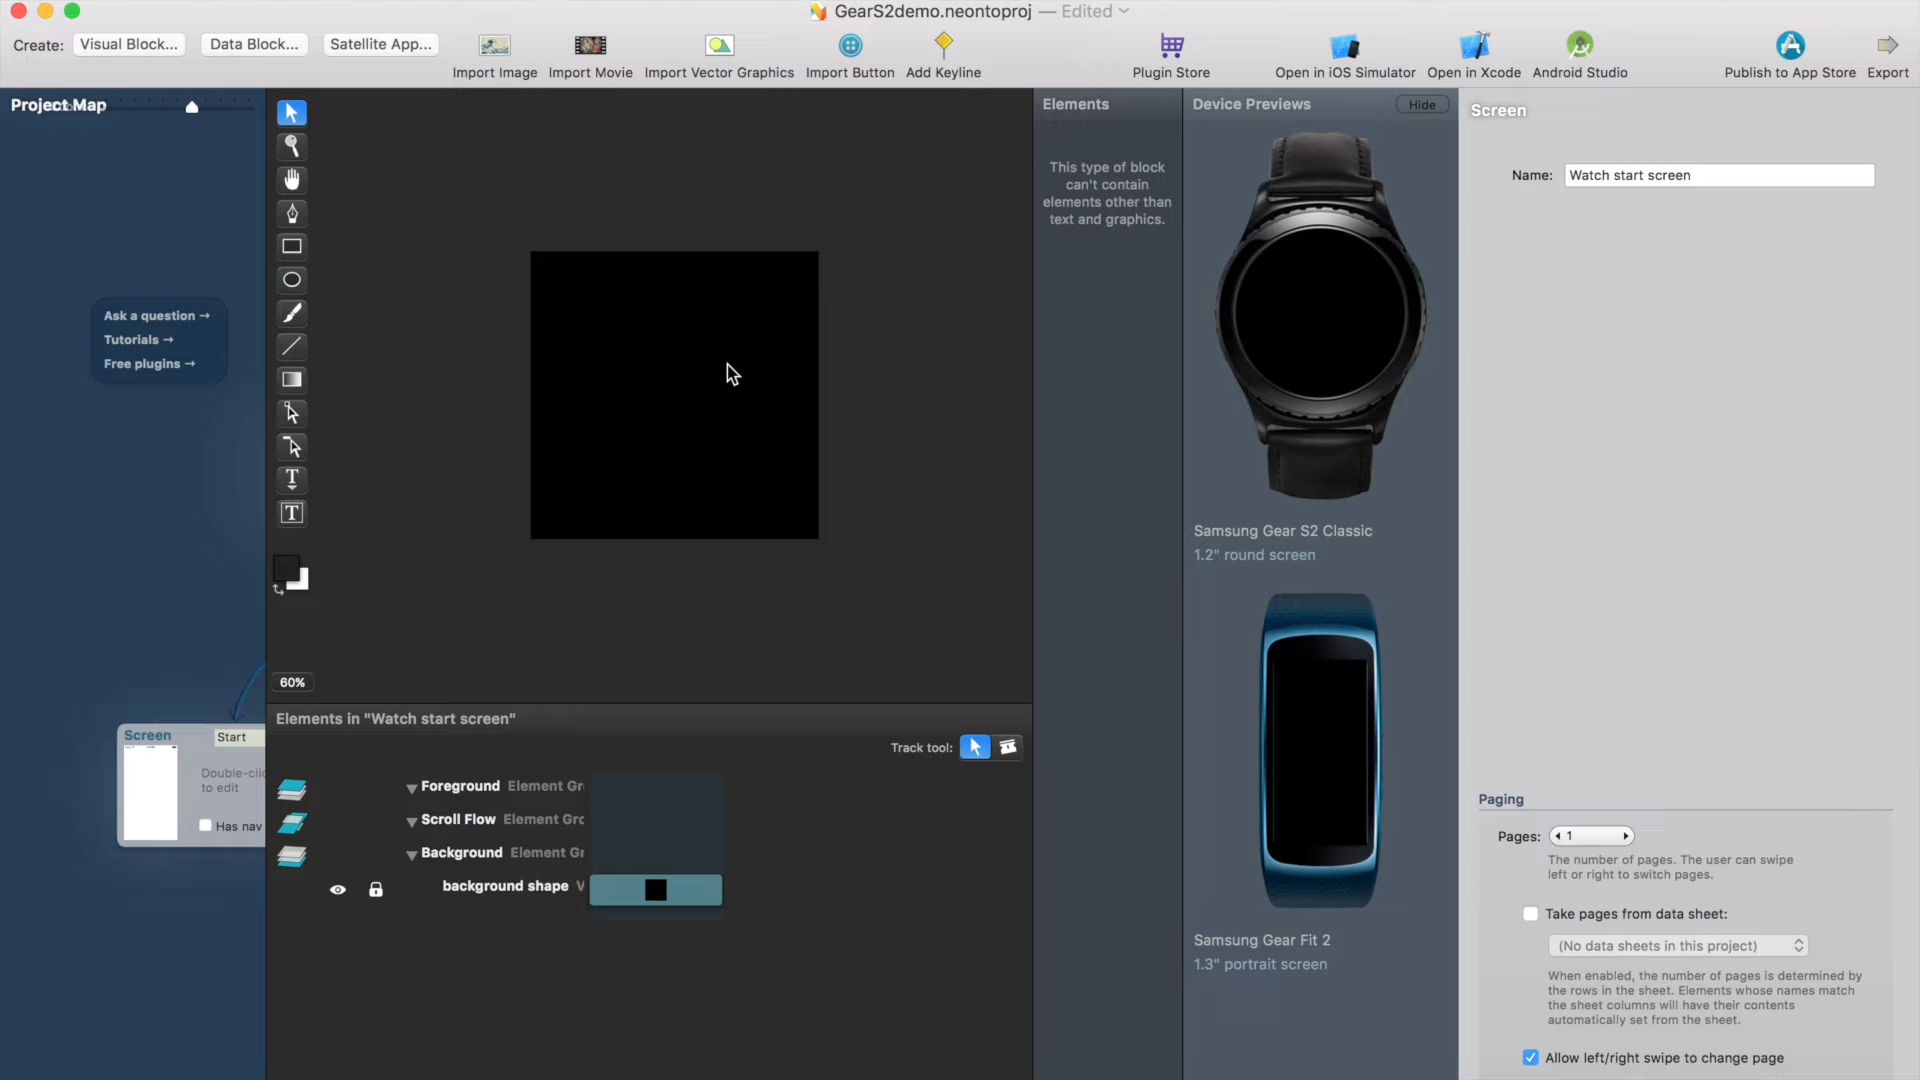 GearS2demo.neontoproj — Edited
Create:
Visual Block...
Data Block...
Satellite App...
Import Image
Import Movie
Import Vector Graphics
Import Button
Add Keyline
Plugin Store
Open in iOS Simulator
Open in Xcode
Android Studio
Publish to App Store
Export
Project Map
Elements
Device Previews
Hide
Screen
This type of block
can't contain
elements other than
text and graphics.
Name:
Watch start screen
Ask a question →
Tutorials →
Free plugins →
Samsung Gear S2 Classic
1.2" round screen
60%
Elements in "Watch start screen"
Track tool:
Screen
Start
Double-clic
to edit
Has nav
Foreground Element Gr
Scroll Flow Element Gro
Background Element Gr
background shape V
Samsung Gear Fit 2
1.3" portrait screen
Paging
Pages:
1
The number of pages. The user can swipe
left or right to switch pages.
Take pages from data sheet:
(No data sheets in this project)
When enabled, the number of pages is determined by
the rows in the sheet. Elements whose names match
the sheet columns will have their contents
automatically set from the sheet.
Allow left/right swipe to change page